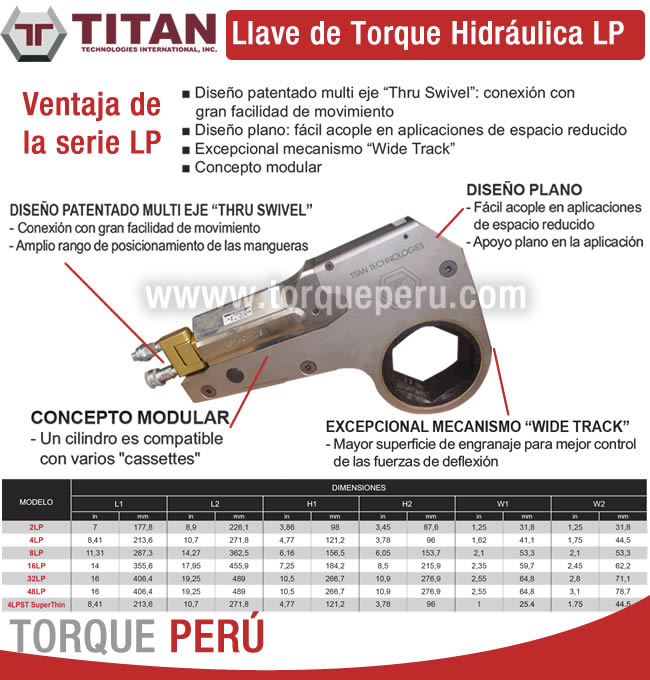 TITAN
TECHNOLOGIES INTERNATIONAL, INC.
Llave de Torque Hidráulica LP
Ventaja de
la serie LP
■ Diseño patentado multi eje “Thru Swivel”: conexión con
gran facilidad de movimiento
■ Diseño plano: fácil acople en aplicaciones de espacio reducido
■ Excepcional mecanismo “Wide Track”
■ Concepto modular
DISEÑO PATENTADO MULTI EJE “THRU SWIVEL”
- Conexión con gran facilidad de movimiento
- Amplio rango de posicionamiento de las mangueras
DISEÑO PLANO
- Fácil acople en aplicaciones
de espacio reducido
- Apoyo plano en la aplicación
TITAN TECHNOLOGIES
www.torqueperu.com
CONCEPTO MODULAR
- Un cilindro es compatible
con varios "cassettes"
EXCEPCIONAL MECANISMO “WIDE TRACK”
- Mayor superficie de engranaje para mejor control
de las fuerzas de deflexión
MODELO DIMENSIONES
L1 L2 H1 H2 W1 W2
in mm in mm in mm in mm in mm in mm
2LP 7 177,8 8,9 226,1 3,86 98 3,45 87,6 1,25 31,8 1,25 31,8
4LP 8,41 213,6 10,7 271,8 4,77 121,2 3,78 96 1,62 41,1 1,75 44,5
8LP 11,31 287,3 14,27 362,5 6,16 156,5 6,05 153,7 2,1 53,3 2,1 53,3
16LP 14 355,6 17,95 455,9 7,25 184,2 8,5 215,9 2,35 59,7 2,45 62,2
32LP 16 406,4 19,25 489 10,5 266,7 10,9 276,9 2,55 64,8 2,8 71,1
48LP 16 406,4 19,25 489 10,5 266,7 10,9 276,9 2,55 64,8 3,1 78,7
4LPST SuperThin 8,41 213,6 10,7 271,8 4,77 121,2 3,78 96 1 25.4 1.75 44,5
TORQUE PERÚ